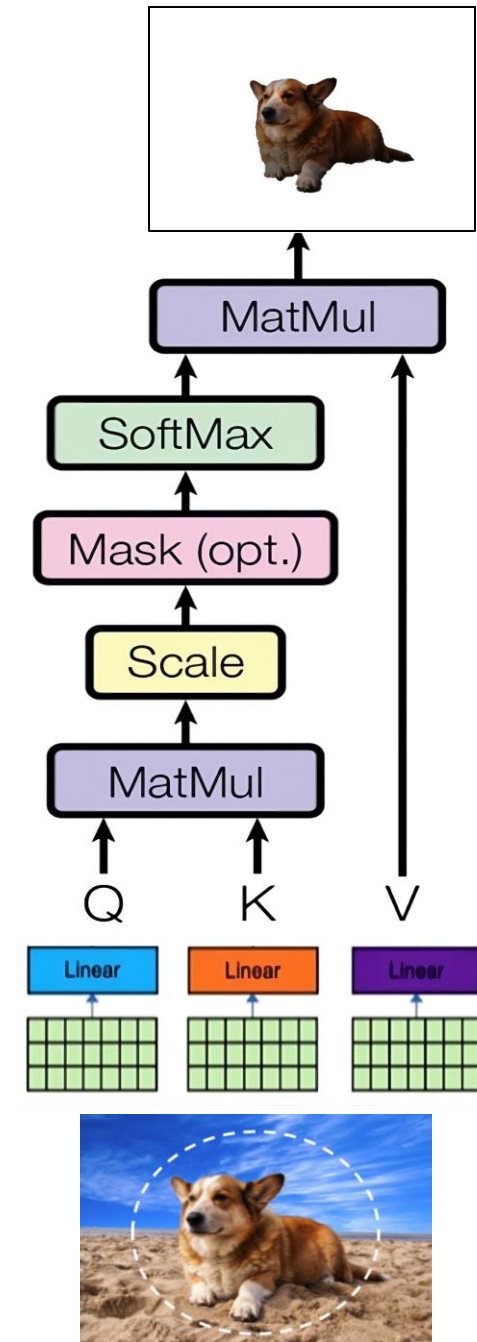 MatMul
SoftMax
Mask (opt.)
Scale
MatMul
Q K V
Linear Linear Linear